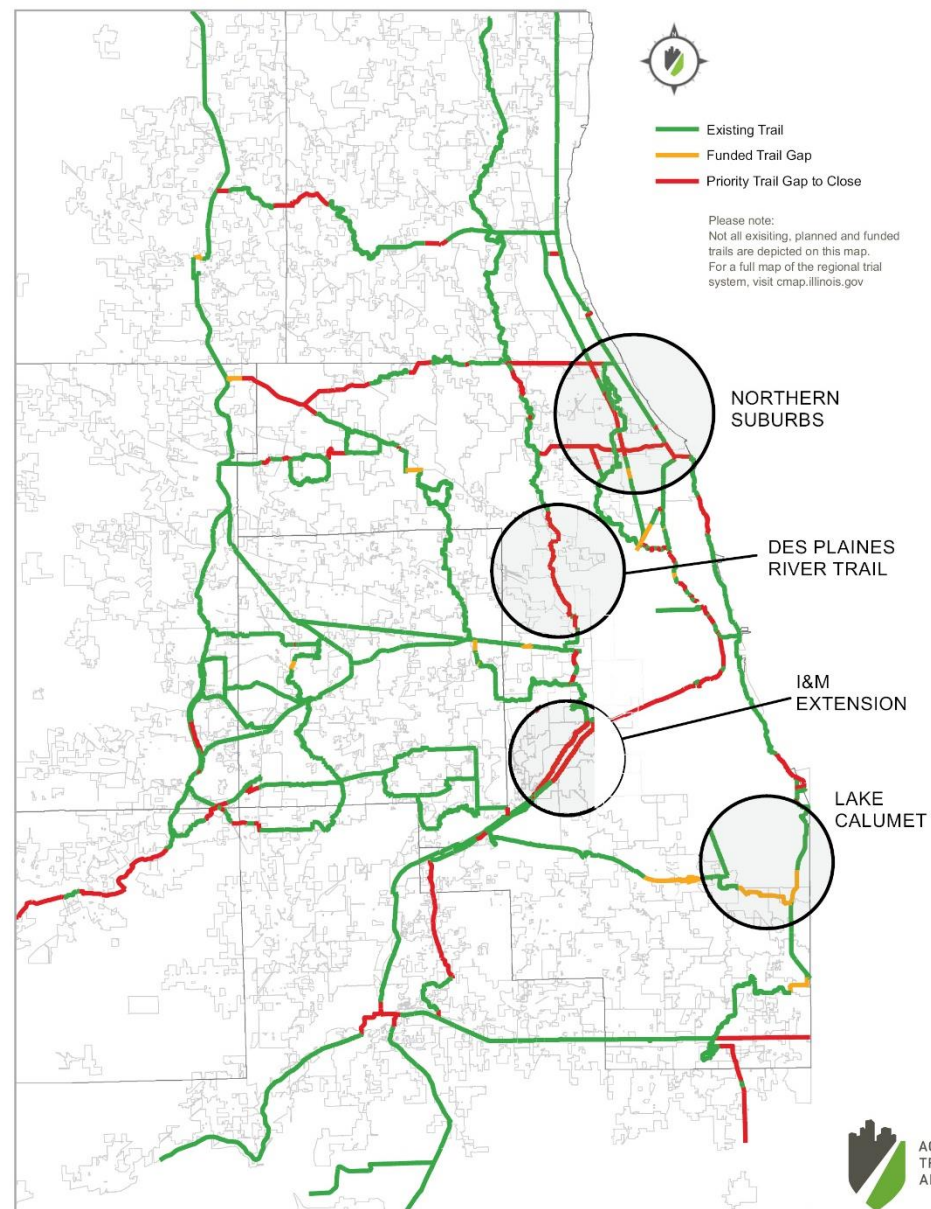 N
Existing Trail
Funded Trail Gap
Priority Trail Gap to Close
Please note:
Not all exisiting, planned and funded
trails are depicted on this map.
For a full map of the regional trial
system, visit cmap.illinois.gov
NORTHERN
SUBURBS
DES PLAINES
RIVER TRAIL
I&M
EXTENSION
LAKE
CALUMET